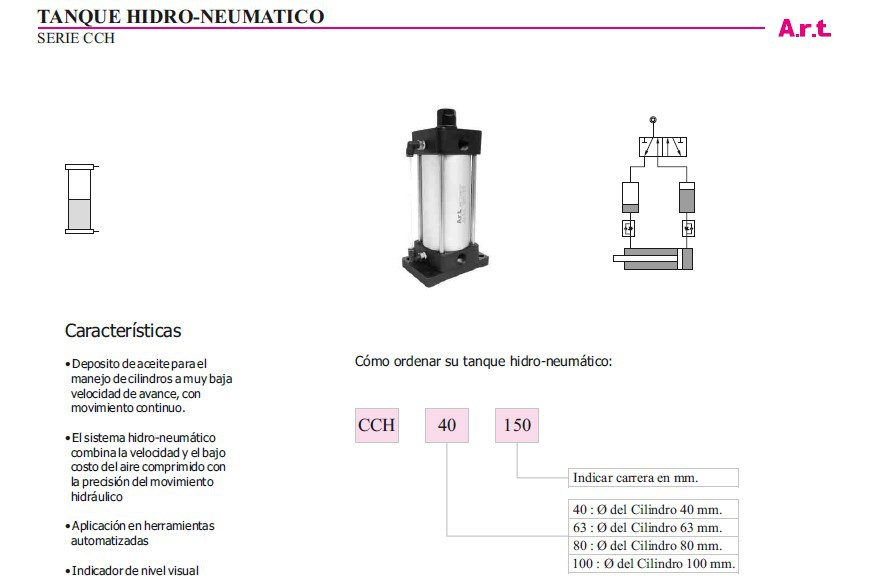 TANQUE HIDRO-NEUMATICO
SERIE CCH
A.r.t.
A.r.t.
Características
• Deposito de aceite para el
manejo de cilindros a muy baja
velocidad de avance, con
movimiento continuo.
• El sistema hidro-neumático
combina la velocidad y el bajo
costo del aire comprimido con
la precisión del movimiento
hidráulico
• Aplicación en herramientas
automatizadas
• Indicador de nivel visual
Cómo ordenar su tanque hidro-neumático:
CCH 40 150
Indicar carrera en mm.
40 : Ø del Cilindro 40 mm.
63 : Ø del Cilindro 63 mm.
80 : Ø del Cilindro 80 mm.
100 : Ø del Cilindro 100 mm.